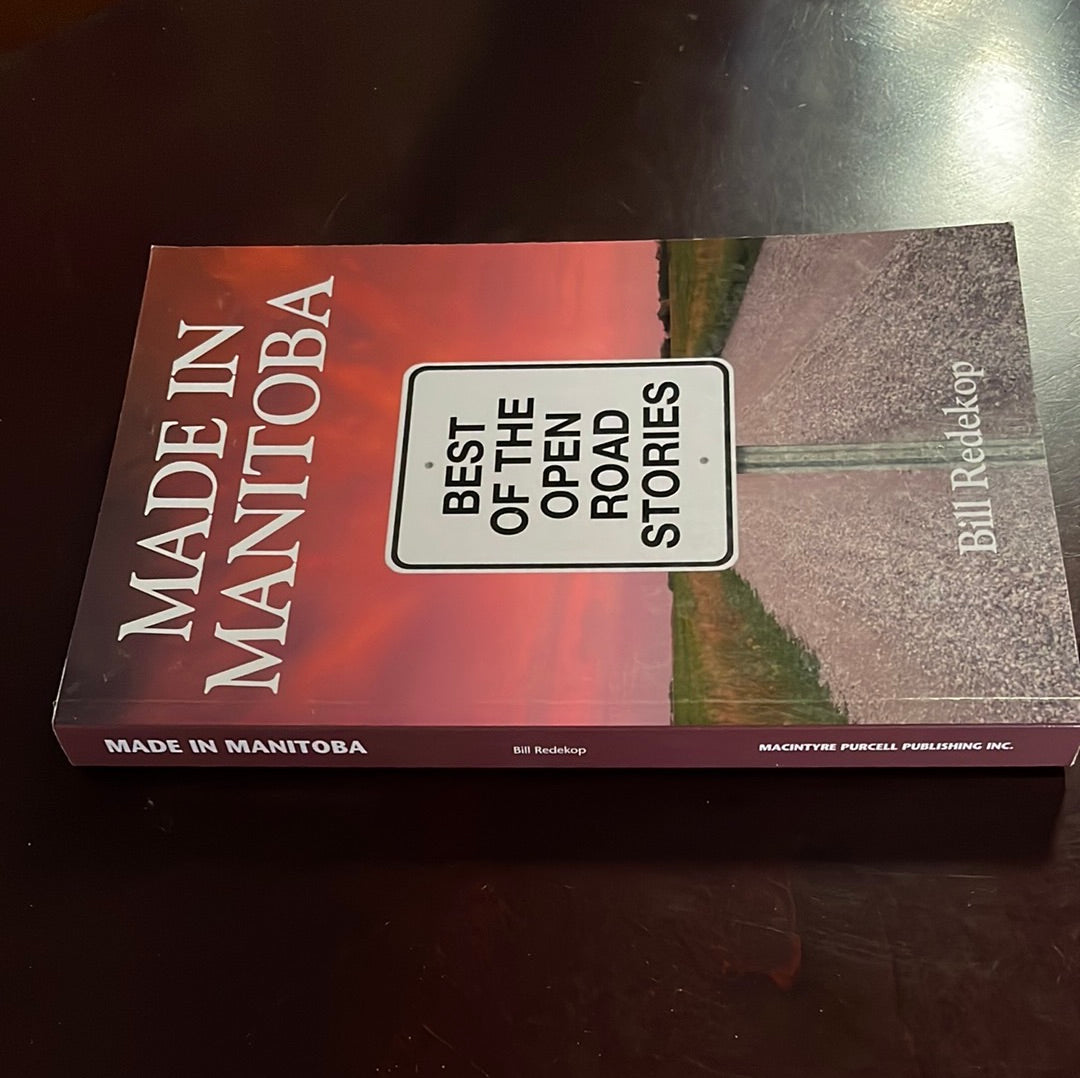 MADE IN
MANITOBA
BEST
OF THE
OPEN
ROAD
STORIES
Bill Redekop
MADE IN MANITOBA
Bill Redekop
MACINTYRE PURCELL PUBLISHING INC.